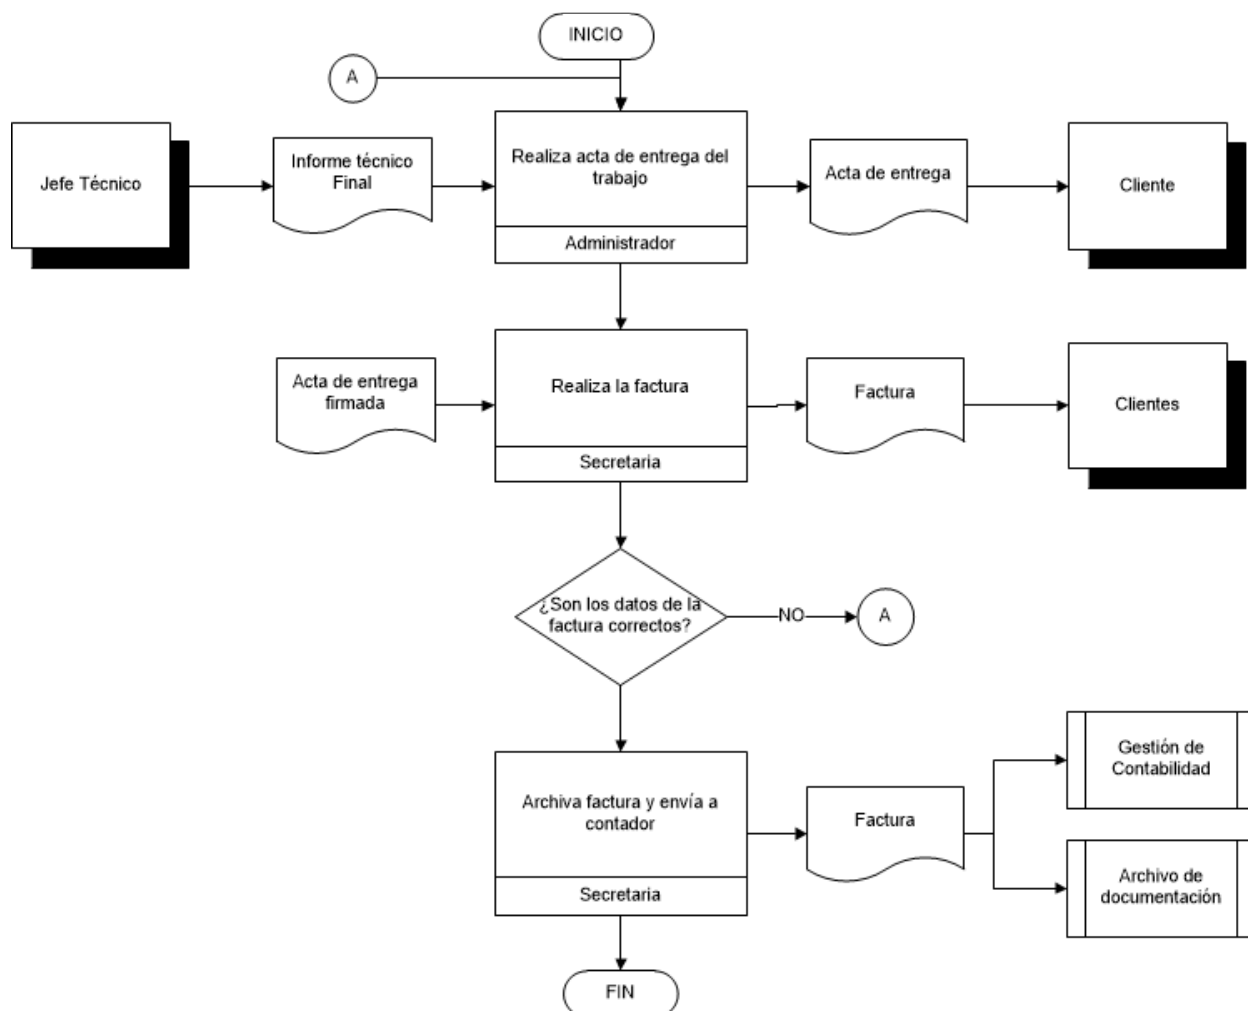 INICIO
A
Jefe Técnico
Informe técnico
Final
Realiza acta de entrega del
trabajo
Administrador
Acta de entrega
Cliente
Acta de entrega
firmada
Realiza la factura
Secretaria
Factura
Clientes
¿Son los datos de la
factura correctos?
NO
A
Archiva factura y envía a
contador
Secretaria
Factura
Gestión de
Contabilidad
Archivo de
documentación
FIN